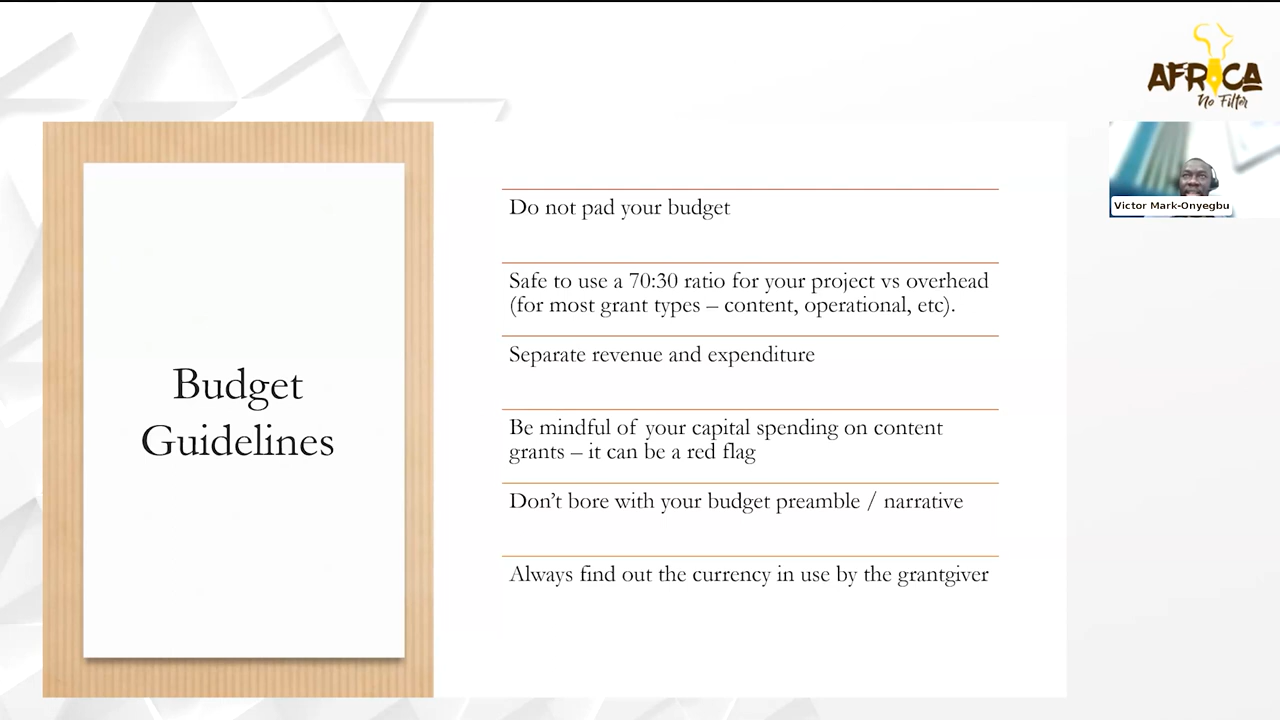 AFRICA
No Filter
Victor Mark-Onyegbu
Budget
Guidelines
Do not pad your budget
Safe to use a 70:30 ratio for your project vs overhead
(for most grant types – content, operational, etc).
Separate revenue and expenditure
Be mindful of your capital spending on content
grants – it can be a red flag
Don’t bore with your budget preamble / narrative
Always find out the currency in use by the grantgiver